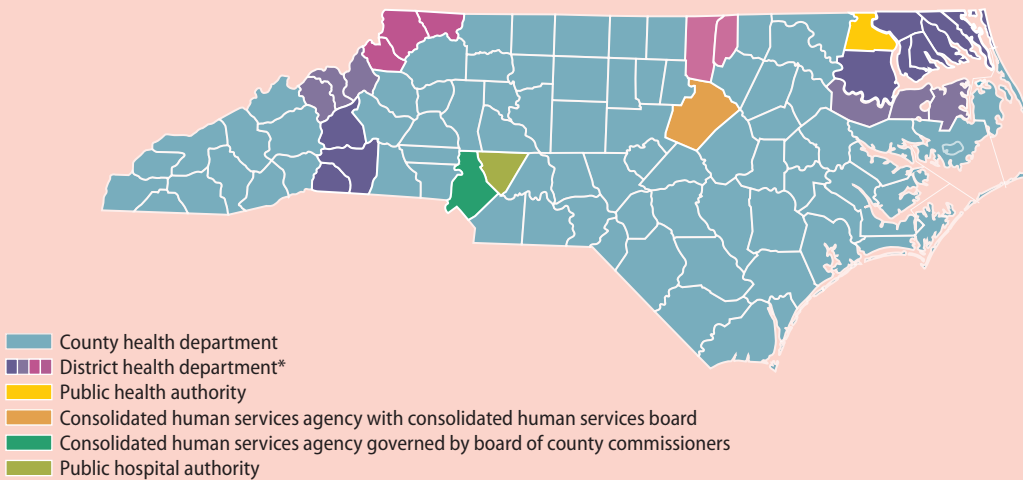 County health department
District health department*
Public health authority
Consolidated human services agency with consolidated human services board
Consolidated human services agency governed by board of county commissioners
Public hospital authority